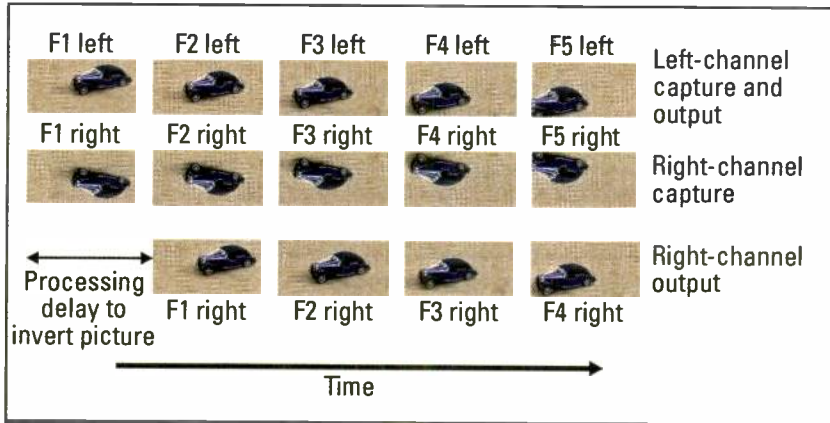 F1 left F2 left F3 left F4 left F5 left
Left-channel
capture and
output
F1 right F2 right F3 right F4 right F5 right
Right-channel
capture
Right-channel
output
Processing
delay to
invert picture
F1 right F2 right F3 right F4 right
Time